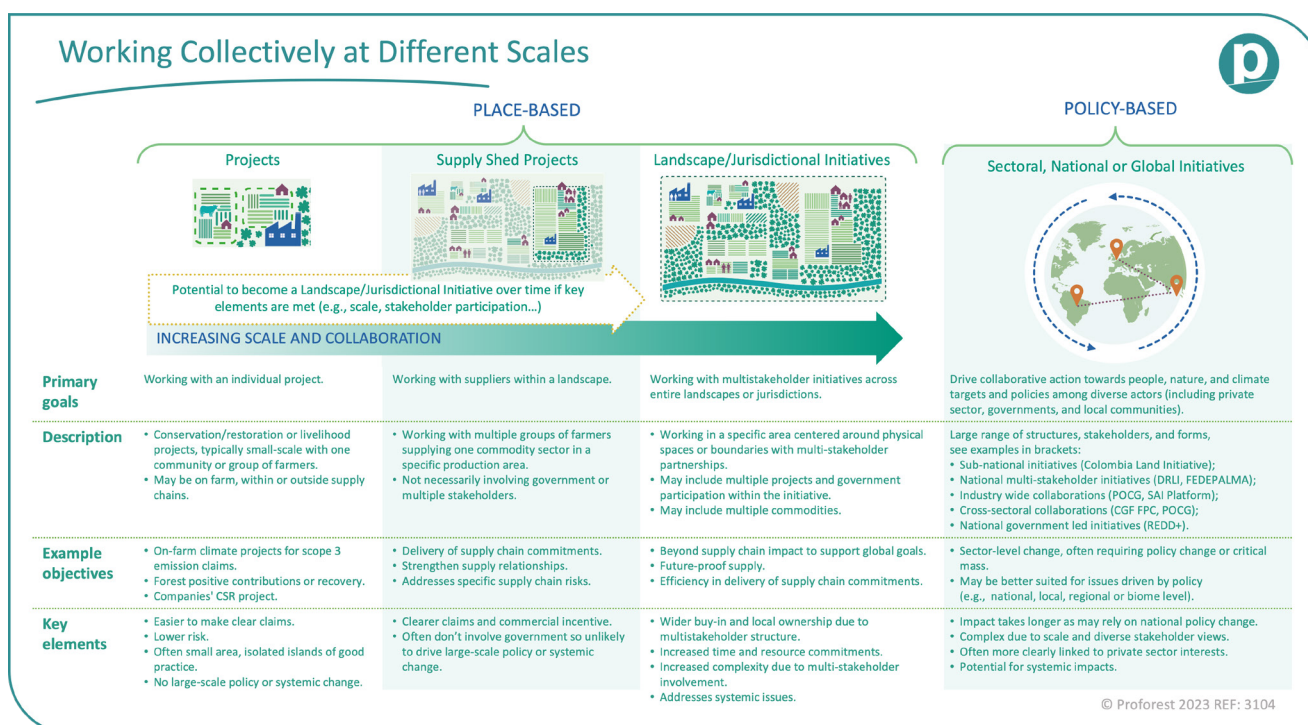 Working Collectively at Different Scales
p
PLACE-BASED
POLICY-BASED
Projects
Supply Shed Projects
Landscape/Jurisdictional Initiatives
Sectoral, National or Global Initiatives
Potential to become a Landscape/Jurisdictional Initiative over time if key
elements are met (e.g., scale, stakeholder participation...)
INCREASING SCALE AND COLLABORATION
Primary
goals
Working with an individual project.
Working with suppliers within a landscape.
Working with multistakeholder initiatives across
entire landscapes or jurisdictions.
Drive collaborative action towards people, nature, and climate
targets and policies among diverse actors (including private
sector, governments, and local communities).
Description
• Conservation/restoration or livelihood
projects, typically small-scale with one
community or group of farmers.
• May be on farm, within or outside supply
chains.
• Working with multiple groups of farmers
supplying one commodity sector in a
specific production area.
• Not necessarily involving government or
multiple stakeholders.
• Working in a specific area centered around physical
spaces or boundaries with multi-stakeholder
partnerships.
• May include multiple projects and government
participation within the initiative.
• May include multiple commodities.
Large range of structures, stakeholders, and forms,
see examples in brackets:
• Sub-national initiatives (Colombia Land Initiative);
• National multi-stakeholder initiatives (DRLI, FEDEPALMA);
• Industry wide collaborations (POCG, SAI Platform);
• Cross-sectoral collaborations (CGF FPC, POCG);
• National government led initiatives (REDD+).
Example
objectives
• On-farm climate projects for scope 3
emission claims.
• Forest positive contributions or recovery.
• Companies' CSR project.
• Delivery of supply chain commitments.
• Strengthen supply relationships.
• Addresses specific supply chain risks.
• Beyond supply chain impact to support global goals.
• Future-proof supply.
• Efficiency in delivery of supply chain commitments.
• Sector-level change, often requiring policy change or critical
mass.
• May be better suited for issues driven by policy
(e.g., national, local, regional or biome level).
Key
elements
• Easier to make clear claims.
• Lower risk.
• Often small area, isolated islands of good
practice.
• No large-scale policy or systemic change.
• Clearer claims and commercial incentive.
• Often don't involve government so unlikely
to drive large-scale policy or systemic
change.
• Wider buy-in and local ownership due to
multistakeholder structure.
• Increased time and resource commitments.
• Increased complexity due to multi-stakeholder
involvement.
• Addresses systemic issues.
• Impact takes longer as may rely on national policy change.
• Complex due to scale and diverse stakeholder views.
• Often more clearly linked to private sector interests.
• Potential for systemic impacts.
© Proforest 2023 REF: 3104